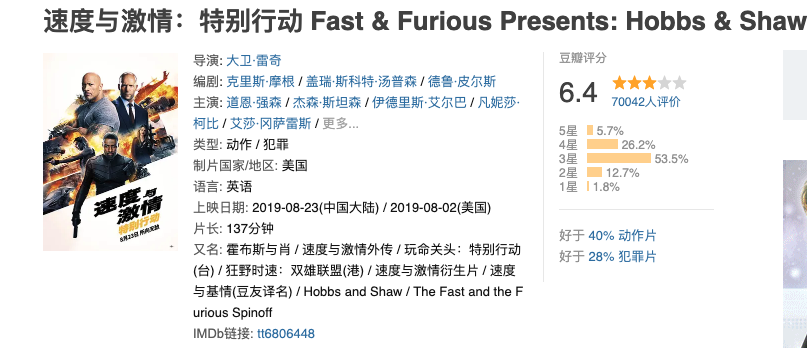 速度与激情：特别行动 Fast & Furious Presents: Hobbs & Shaw
导演: 大卫·雷奇
编剧: 克里斯·摩根 / 盖瑞·斯科特·汤普森 / 德鲁·皮尔斯
主演: 道恩·强森 / 杰森·斯坦森 / 伊德里斯·艾尔巴 / 凡妮莎·
柯比 / 艾莎·冈萨雷斯 / 更多...
类型: 动作 / 犯罪
制片国家/地区: 美国
语言: 英语
上映日期: 2019-08-23(中国大陆) / 2019-08-02(美国)
片长: 137分钟
又名: 霍布斯与肖 / 速度与激情外传 / 玩命关头：特别行动
(台) / 狂野时速：双雄联盟(港) / 速度与激情衍生片 / 速度
与基情(豆友译名) / Hobbs and Shaw / The Fast and the F
urious Spinoff
IMDb链接: tt6806448
豆瓣评分
6.4
70042人评价
5星 5.7%
4星 26.2%
3星 53.5%
2星 12.7%
1星 1.8%
好于 40% 动作片
好于 28% 犯罪片
速度与
激情
特别行动